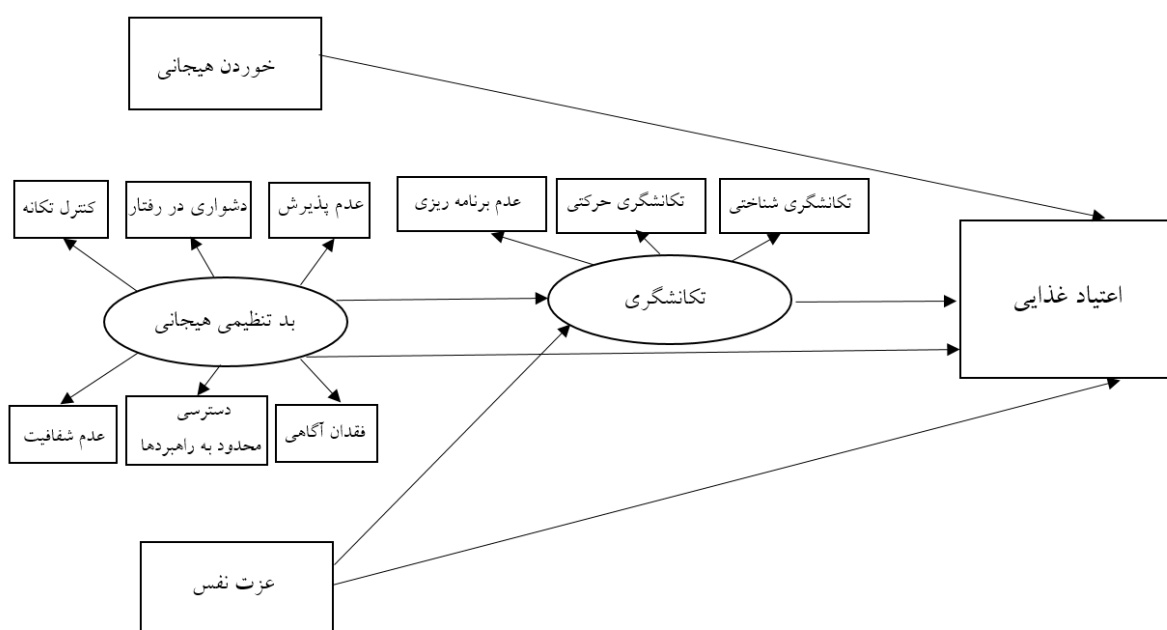 خوردن هیجانی
کنترل تکانه
دشواری در رفتار
عدم پذیرش
عدم برنامه ریزی
تکانشگری حرکتی
تکانشگری شناختی
بد تنظیمی هیجانی
تکانشگری
اعتیاد غذایی
عدم شفافیت
دسترسی
محدود به راهبردها
فقدان آگاهی
عزت نفس